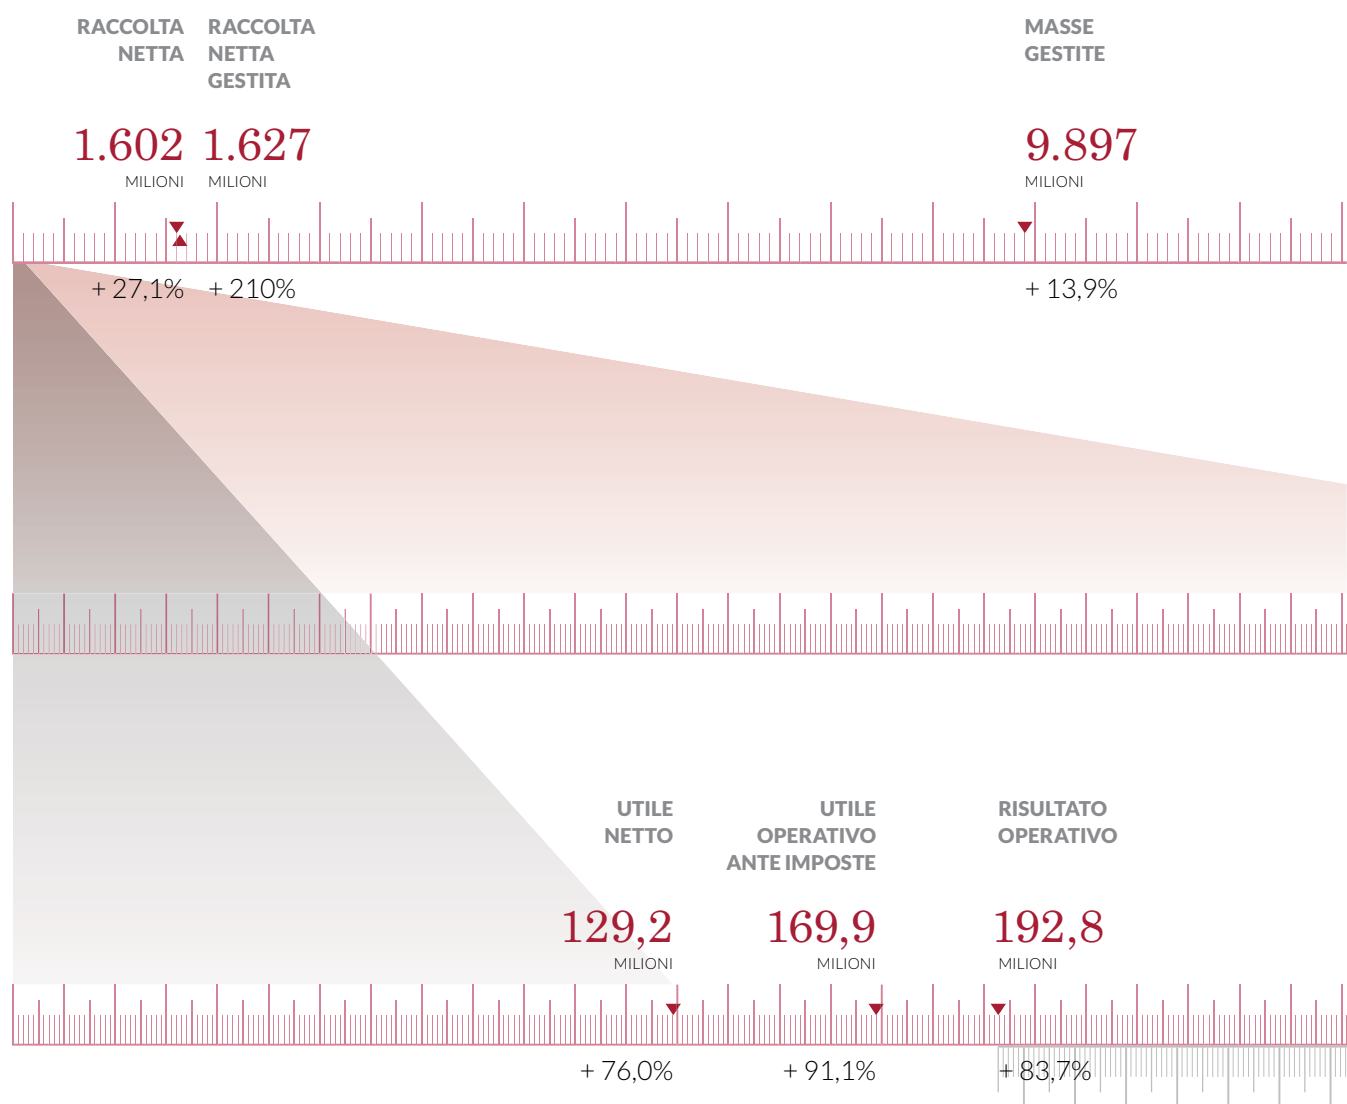 RACCOLTA
NETTA
1.602
MILIONI
+ 27,1%
RACCOLTA
NETTA
GESTITA
1.627
MILIONI
+ 210%
MASSE
GESTITE
9.897
MILIONI
+ 13,9%
UTILE
NETTO
129,2
MILIONI
+ 76,0%
UTILE
OPERATIVO
ANTE IMPOSTE
169,9
MILIONI
+ 91,1%
RISULTATO
OPERATIVO
192,8
MILIONI
+ 83,7%